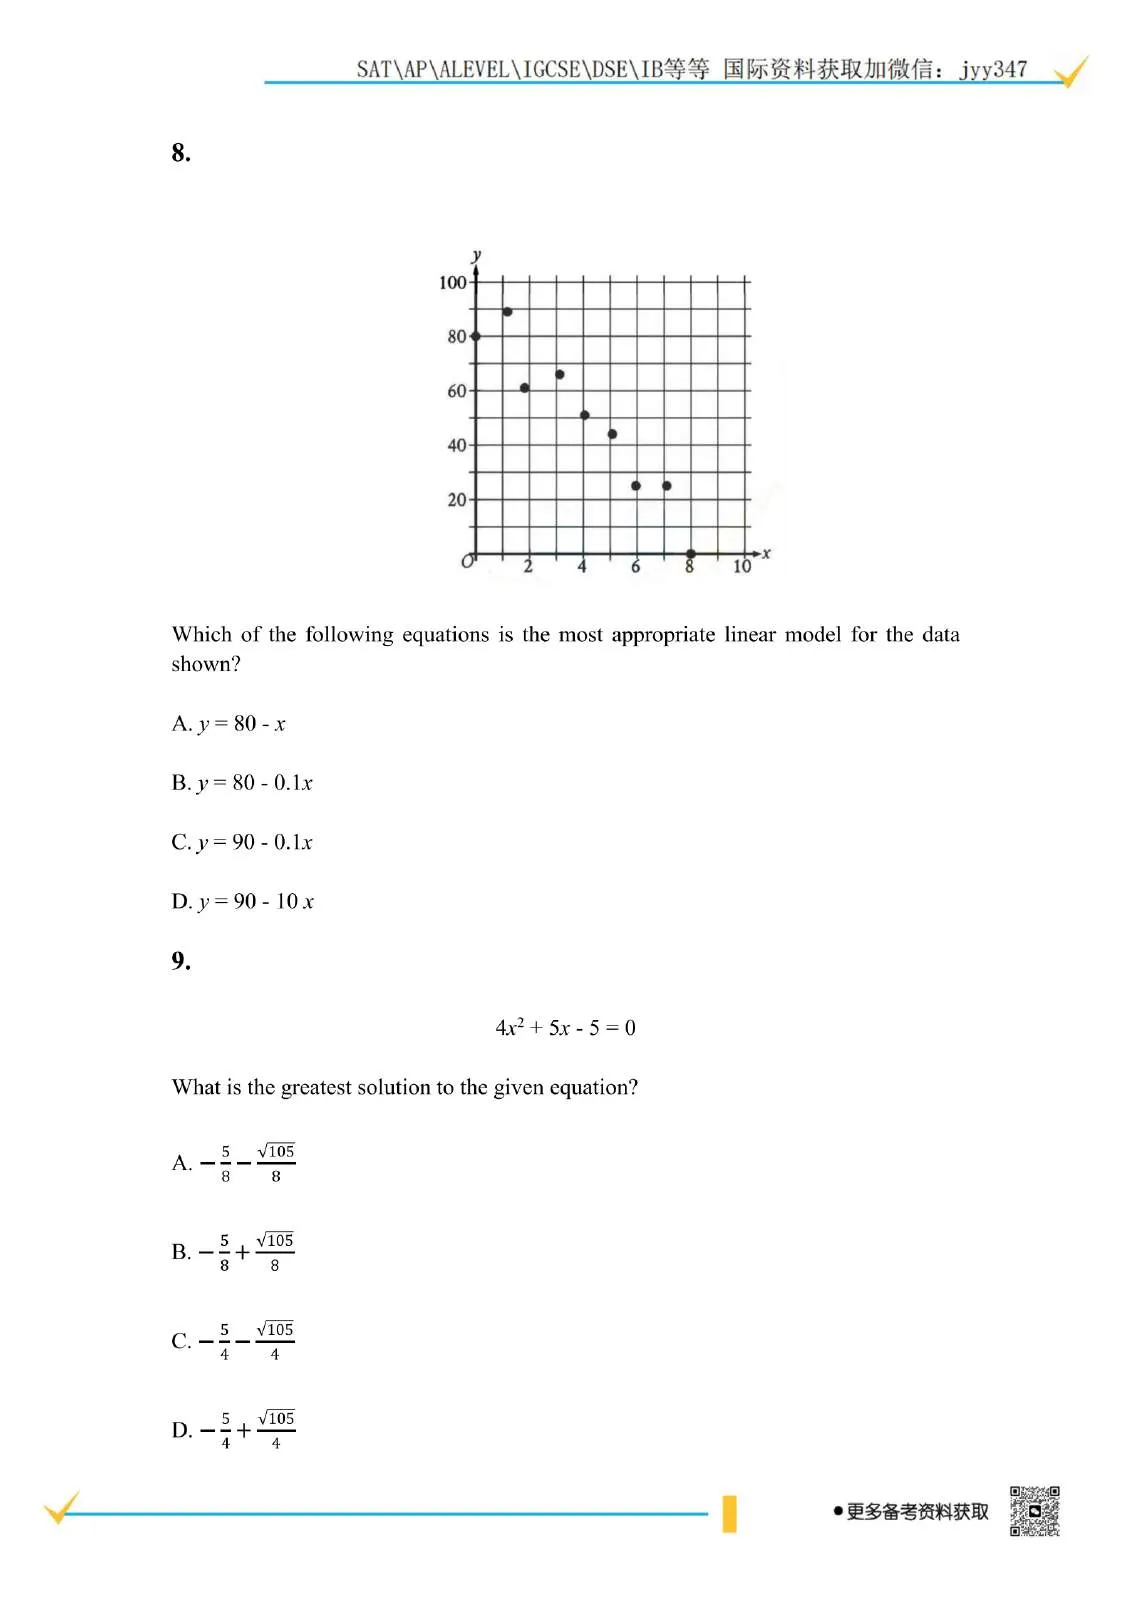 SAT\AP\ALEVEL\IGCSE\DSE\IB等等 国际资料获取加微信：jyy347
8.
y
100
80
60
40
20
O
2 4 6 8 10 x
Which of the following equations is the most appropriate linear model for the data
shown?
A. y = 80 - x
B. y = 80 - 0.1x
C. y = 90 - 0.1x
D. y = 90 - 10 x
9.
4x² + 5x - 5 = 0
What is the greatest solution to the given equation?
A. −5/8 − √105/8
B. −5/8 + √105/8
C. −5/4 − √105/4
D. −5/4 + √105/4
●更多备考资料获取